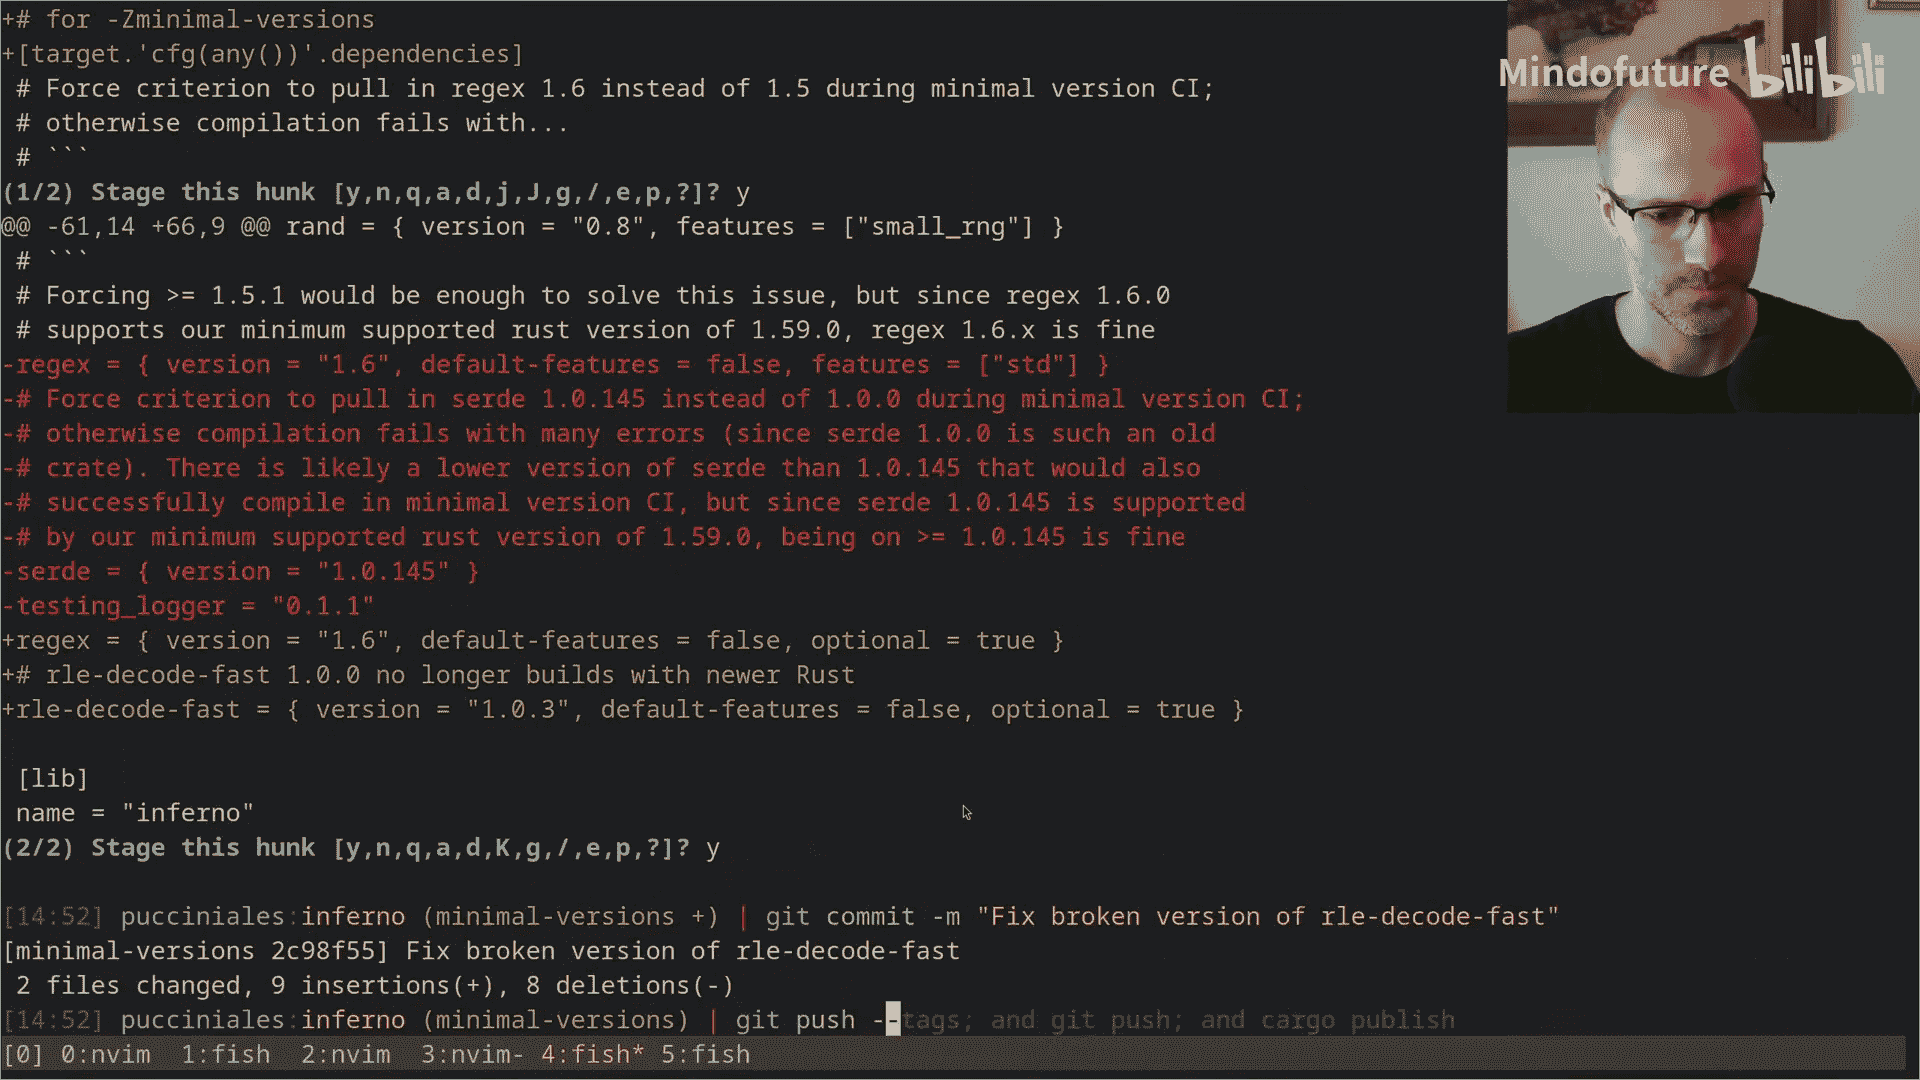 +# for -Zminimal-versions
+[target.'cfg(any())'.dependencies]
 # Force criterion to pull in regex 1.6 instead of 1.5 during minimal version CI;
 # otherwise compilation fails with...
 # ```
(1/2) Stage this hunk [y,n,q,a,d,j,J,g,/,e,p,?]? y
@@ -61,14 +66,9 @@ rand = { version = "0.8", features = ["small_rng"] }
 # ```
 # Forcing >= 1.5.1 would be enough to solve this issue, but since regex 1.6.0
 # supports our minimum supported rust version of 1.59.0, regex 1.6.x is fine
-regex = { version = "1.6", default-features = false, features = ["std"] }
-# Force criterion to pull in serde 1.0.145 instead of 1.0.0 during minimal version CI;
-# otherwise compilation fails with many errors (since serde 1.0.0 is such an old
-# crate). There is likely a lower version of serde than 1.0.145 that would also
-# successfully compile in minimal version CI, but since serde 1.0.145 is supported
-# by our minimum supported rust version of 1.59.0, being on >= 1.0.145 is fine
-serde = { version = "1.0.145" }
-testing_logger = "0.1.1"
+regex = { version = "1.6", default-features = false, optional = true }
+# rle-decode-fast 1.0.0 no longer builds with newer Rust
+rle-decode-fast = { version = "1.0.3", default-features = false, optional = true }
 [lib]
 name = "inferno"
(2/2) Stage this hunk [y,n,q,a,d,K,g,/,e,p,?]? y
[14:52] pucciniales:inferno (minimal-versions +) | git commit -m "Fix broken version of rle-decode-fast"
[minimal-versions 2c98f55] Fix broken version of rle-decode-fast
 2 files changed, 9 insertions(+), 8 deletions(-)
[14:52] pucciniales:inferno (minimal-versions) | git push --tags; and git push; and cargo publish
[0] 0:nvim  1:fish  2:nvim  3:nvim- 4:fish* 5:fish
Mindofuture bilibili